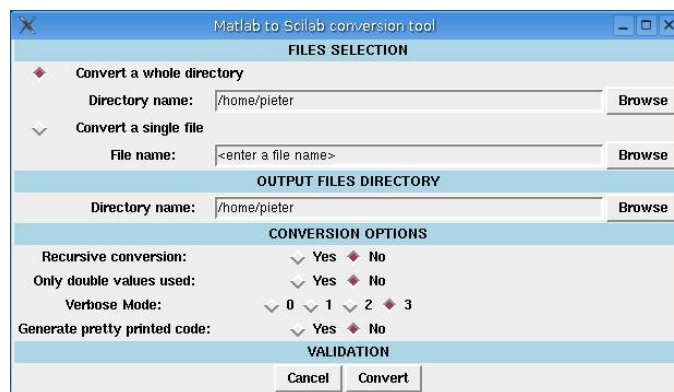 Matlab to Scilab conversion tool
FILES SELECTION
Convert a whole directory
Directory name: /home/pieter Browse
Convert a single file
File name: <enter a file name> Browse
OUTPUT FILES DIRECTORY
Directory name: /home/pieter Browse
CONVERSION OPTIONS
Recursive conversion: Yes No
Only double values used: Yes No
Verbose Mode: 0 1 2 3
Generate pretty printed code: Yes No
VALIDATION
Cancel Convert